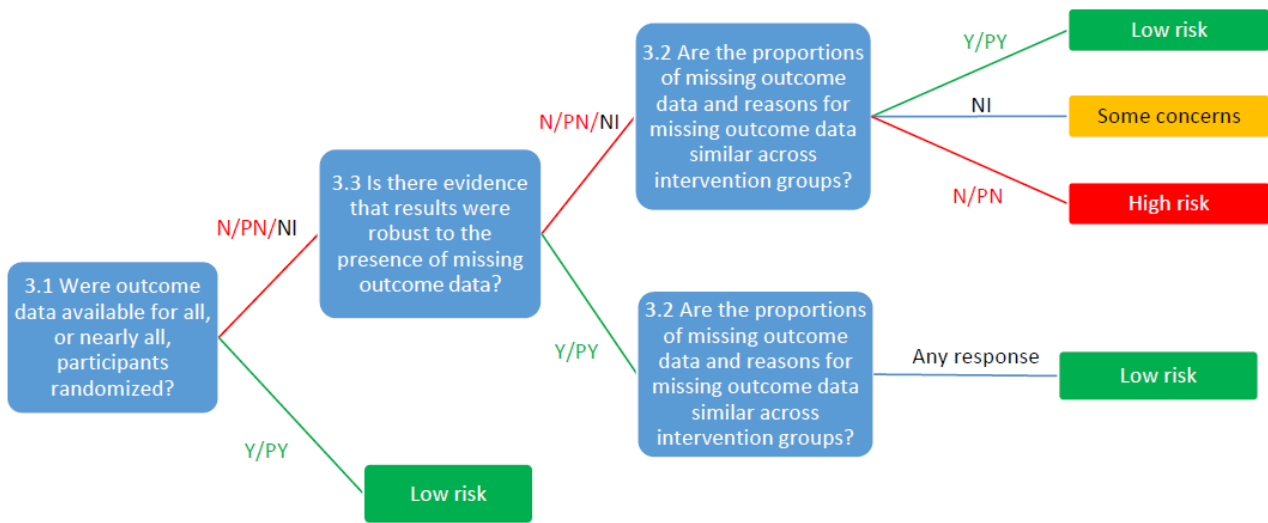 3.1 Were outcome
data available for all,
or nearly all,
participants
randomized?
N/PN/NI
Y/PY
Low risk
3.3 Is there evidence
that results were
robust to the
presence of missing
outcome data?
N/PN/NI
Y/PY
3.2 Are the proportions
of missing outcome
data and reasons for
missing outcome data
similar across
intervention groups?
Y/PY
Low risk
NI
Some concerns
N/PN
High risk
3.2 Are the proportions
of missing outcome
data and reasons for
missing outcome data
similar across
intervention groups?
Any response
Low risk